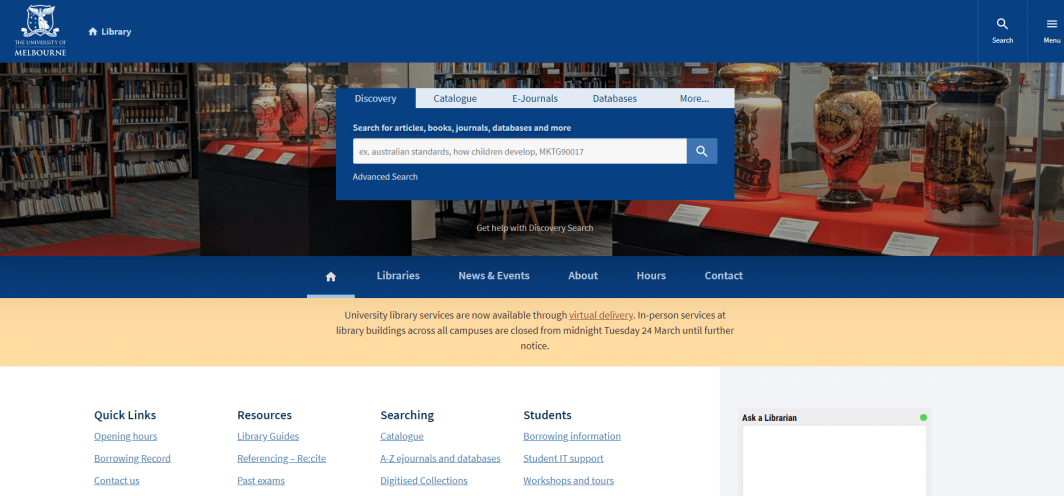 THE UNIVERSITY OF
MELBOURNE
Library
Search
Menu
Discovery
Catalogue
E-Journals
Databases
More...
Search for articles, books, journals, databases and more
ex. australian standards, how children develop, MKTG90017
Advanced Search
TOILET
Get help with Discovery Search
Libraries
News & Events
About
Hours
Contact
University library services are now available through virtual delivery. In-person services at
library buildings across all campuses are closed from midnight Tuesday 24 March until further
notice.
Quick Links
Resources
Searching
Students
Ask a Librarian
Opening hours
Library Guides
Catalogue
Borrowing information
Borrowing Record
Referencing – Re:cite
A-Z ejournals and databases
Student IT support
Contact us
Past exams
Digitised Collections
Workshops and tours